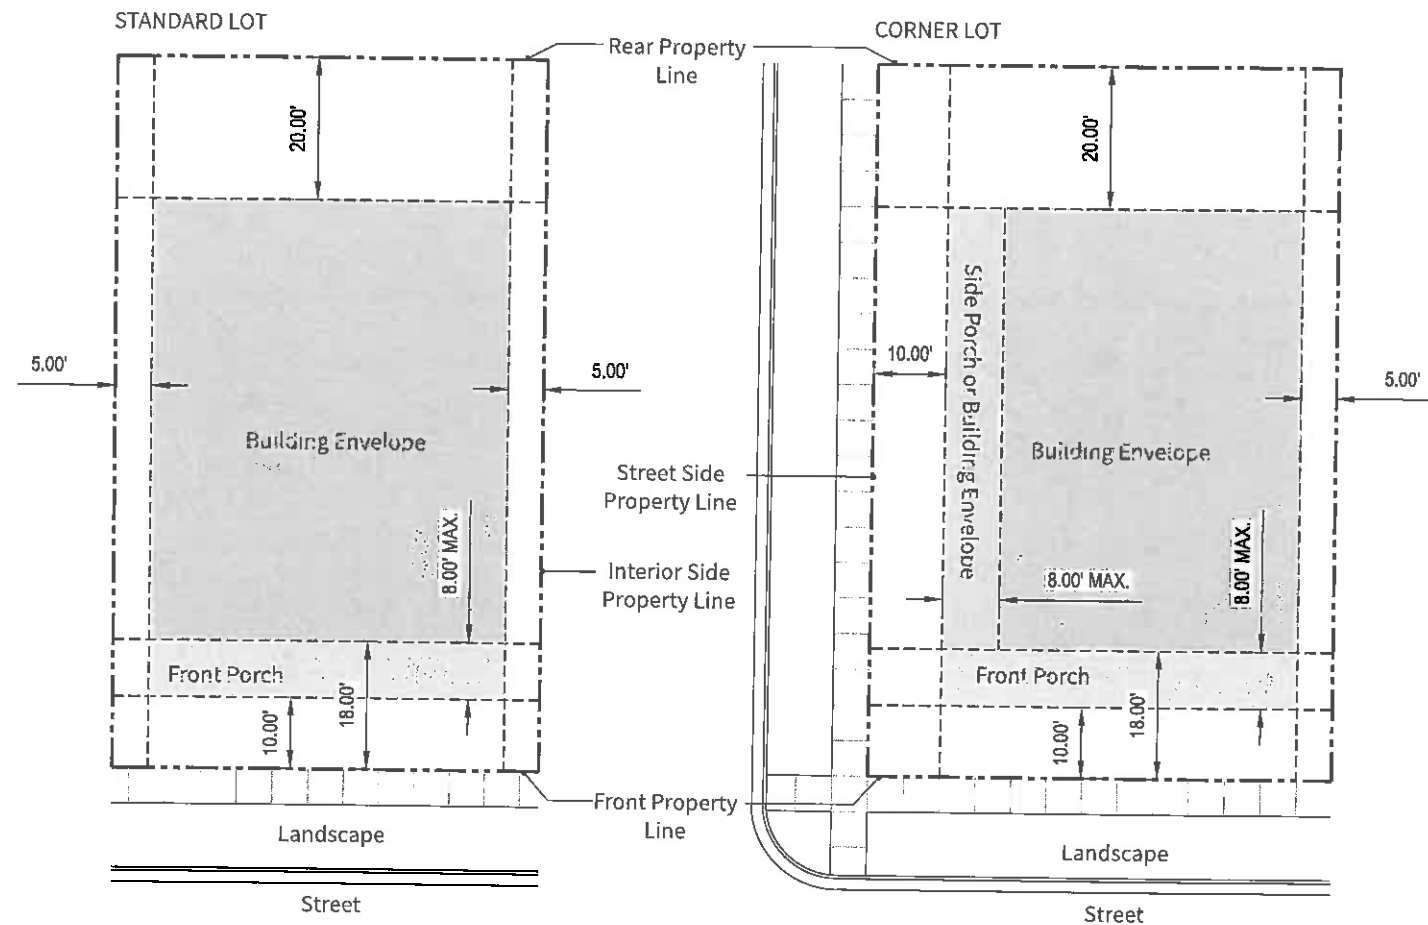 STANDARD LOT
CORNER LOT
Rear Property
Line
20.00'
20.00'
5.00'
5.00'
10.00'
5.00'
Building Envelope
Side Porch or Building Envelope
Building Envelope
Street Side
Property Line
8.00' MAX.
8.00' MAX.
8.00' MAX.
Interior Side
Property Line
Front Porch
Front Porch
10.00'
18.00'
10.00'
18.00'
Front Property
Line
Landscape
Landscape
Street
Street